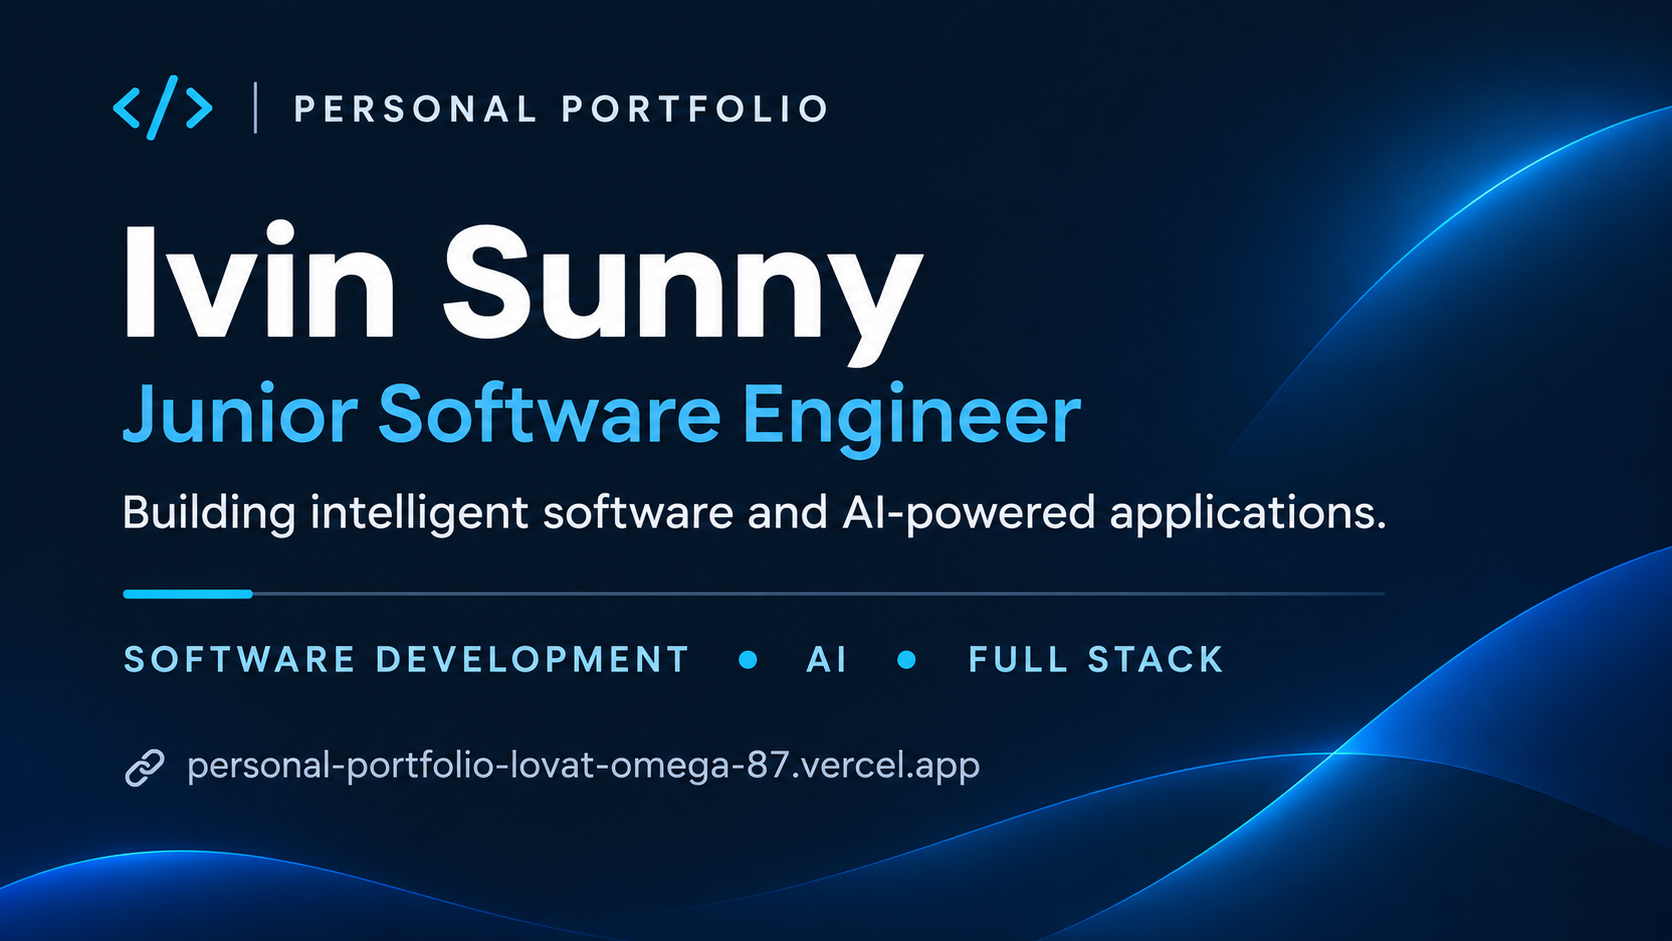 </> | PERSONAL PORTFOLIO
Ivin Sunny
Junior Software Engineer
Building intelligent software and AI-powered applications.
SOFTWARE DEVELOPMENT • AI • FULL STACK
personal-portfolio-lovat-omega-87.vercel.app